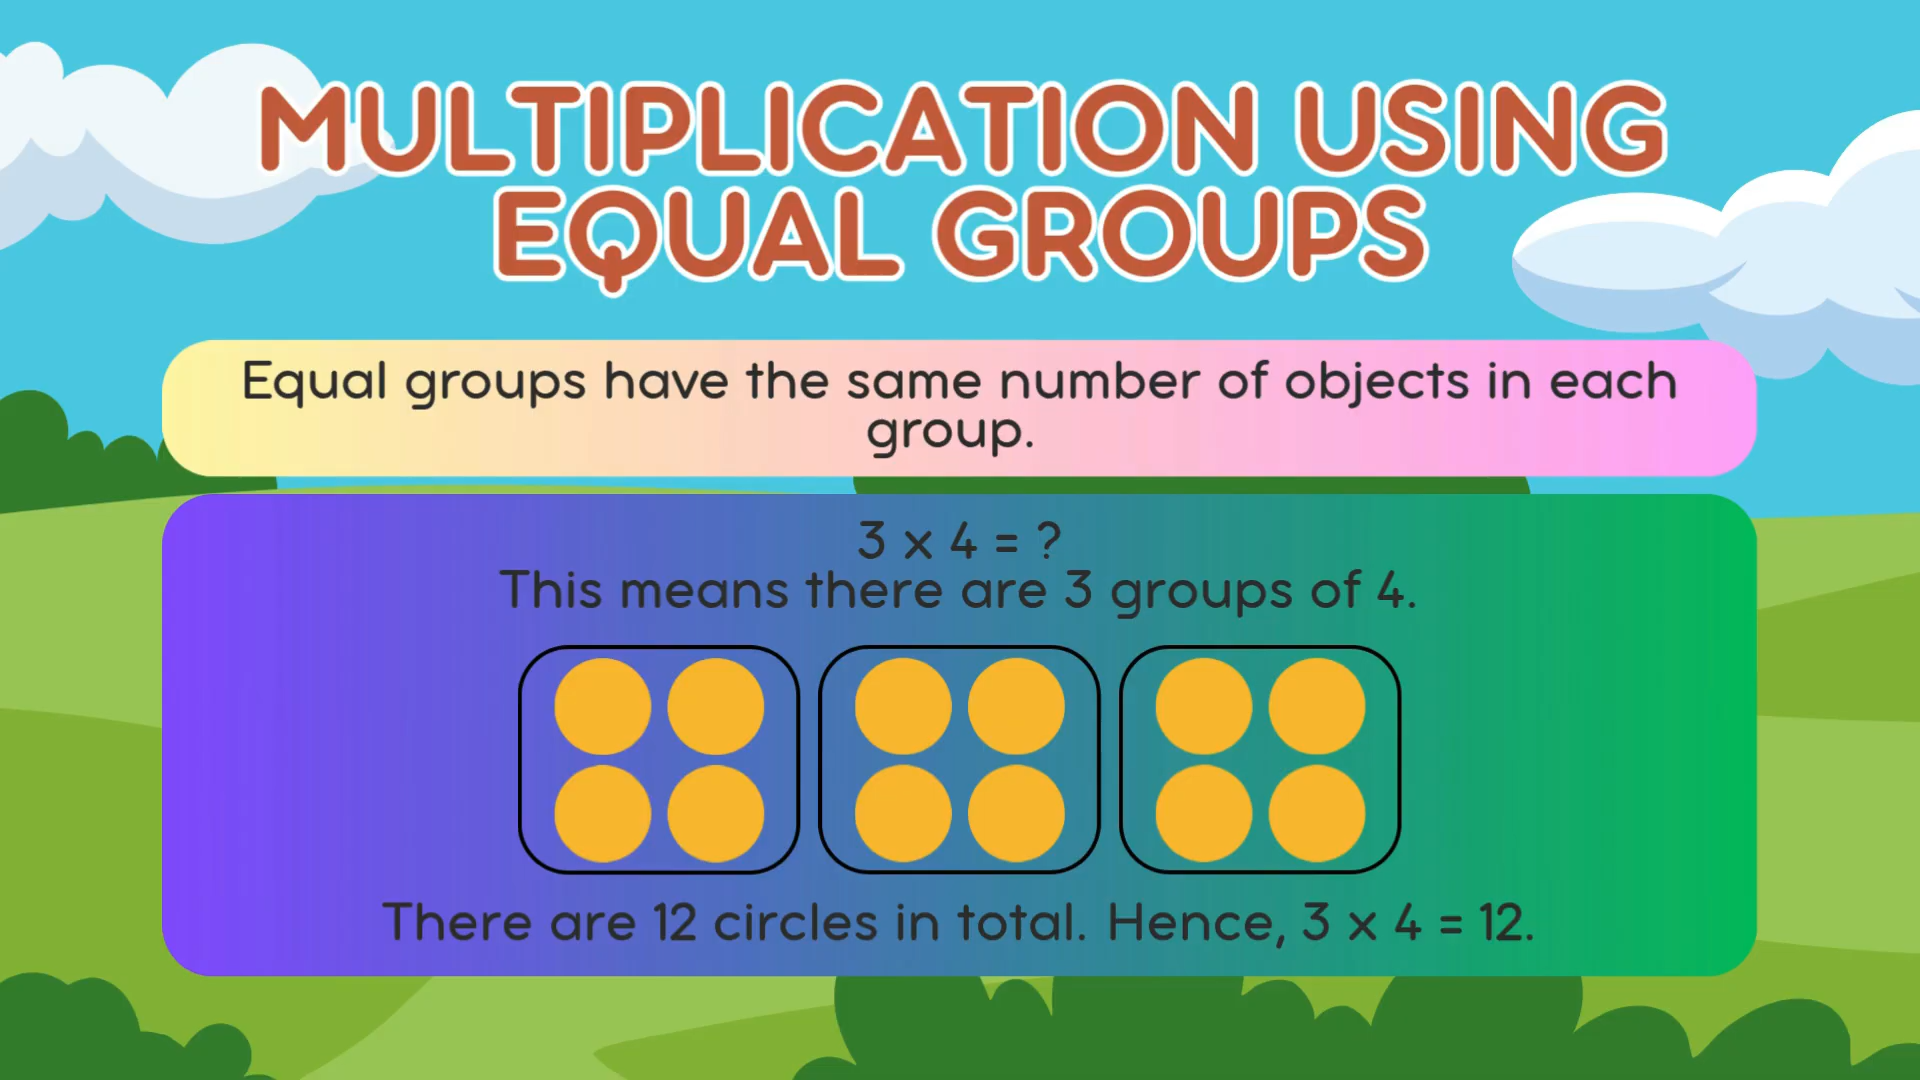 MULTIPLICATION USING
EQUAL GROUPS
Equal groups have the same number of objects in each
group.
3 x 4 = ?
This means there are 3 groups of 4.
There are 12 circles in total. Hence, 3 x 4 = 12.